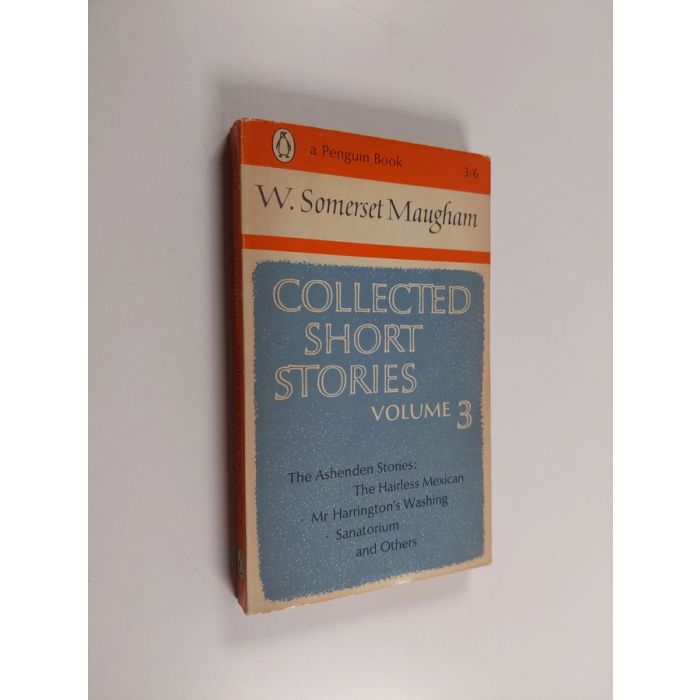 a Penguin Book
3/6
W. Somerset Maugham
COLLECTED
SHORT
STORIES
VOLUME 3
The Ashenden Stories:
The Hairless Mexican
· Mr Harrington's Washing
· Sanatorium
and Others